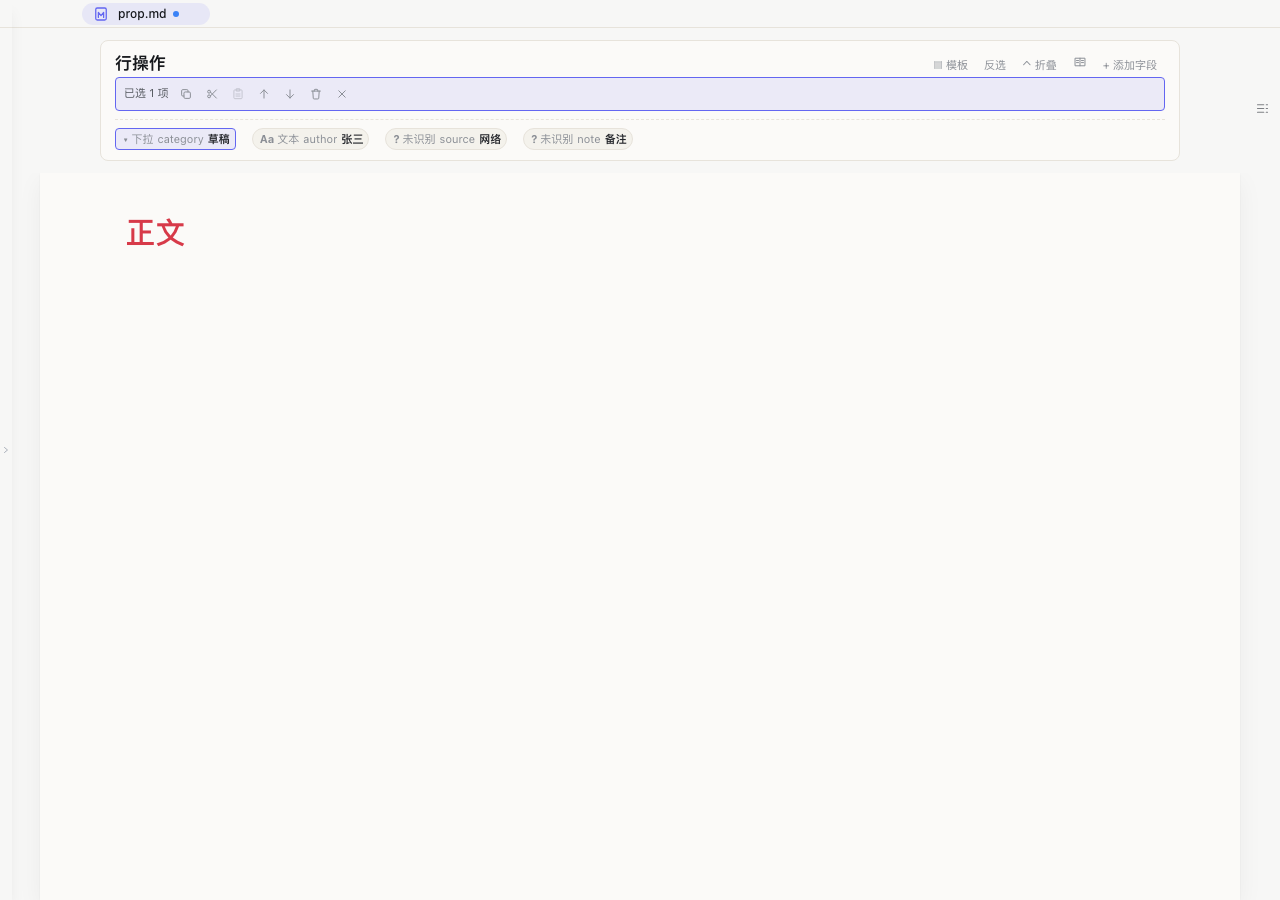 prop.md
行操作
模板 反选 折叠 + 添加字段
已选 1 项
下拉 category 草稿 Aa 文本 author 张三 ? 未识别 source 网络 ? 未识别 note 备注
正文